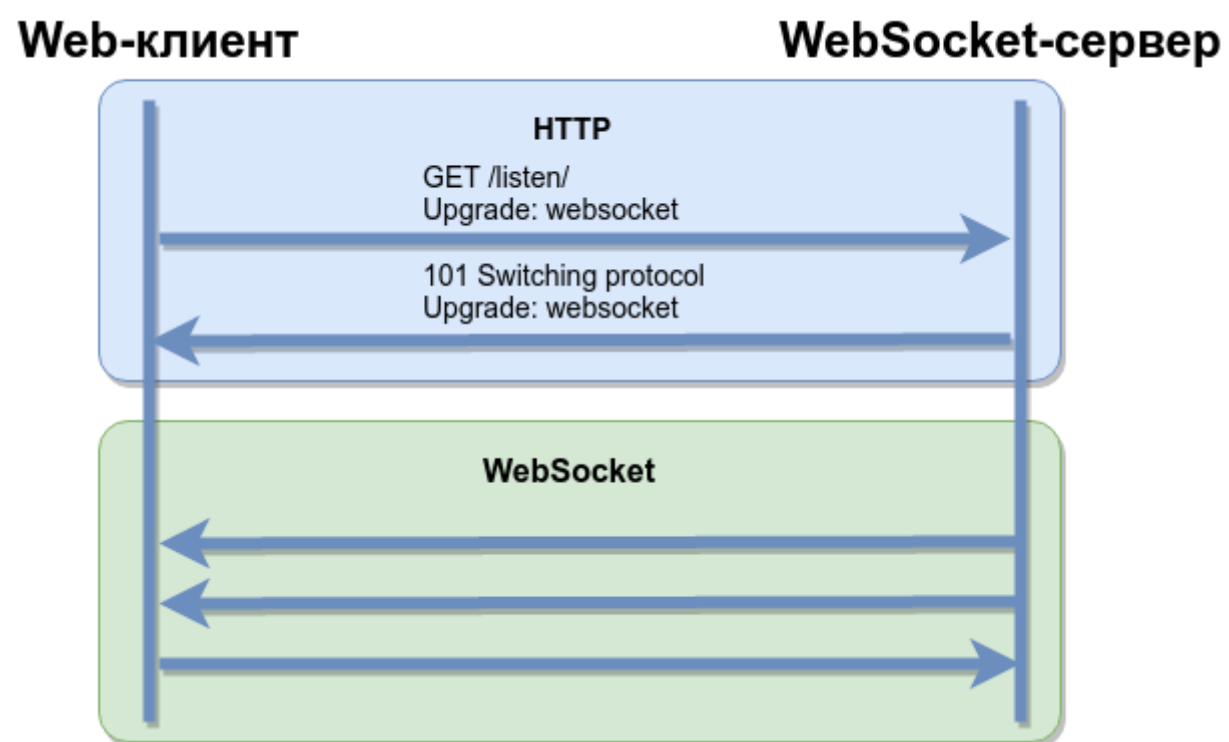 Web-клиент
WebSocket-сервер
HTTP
GET /listen/
Upgrade: websocket
101 Switching protocol
Upgrade: websocket
WebSocket